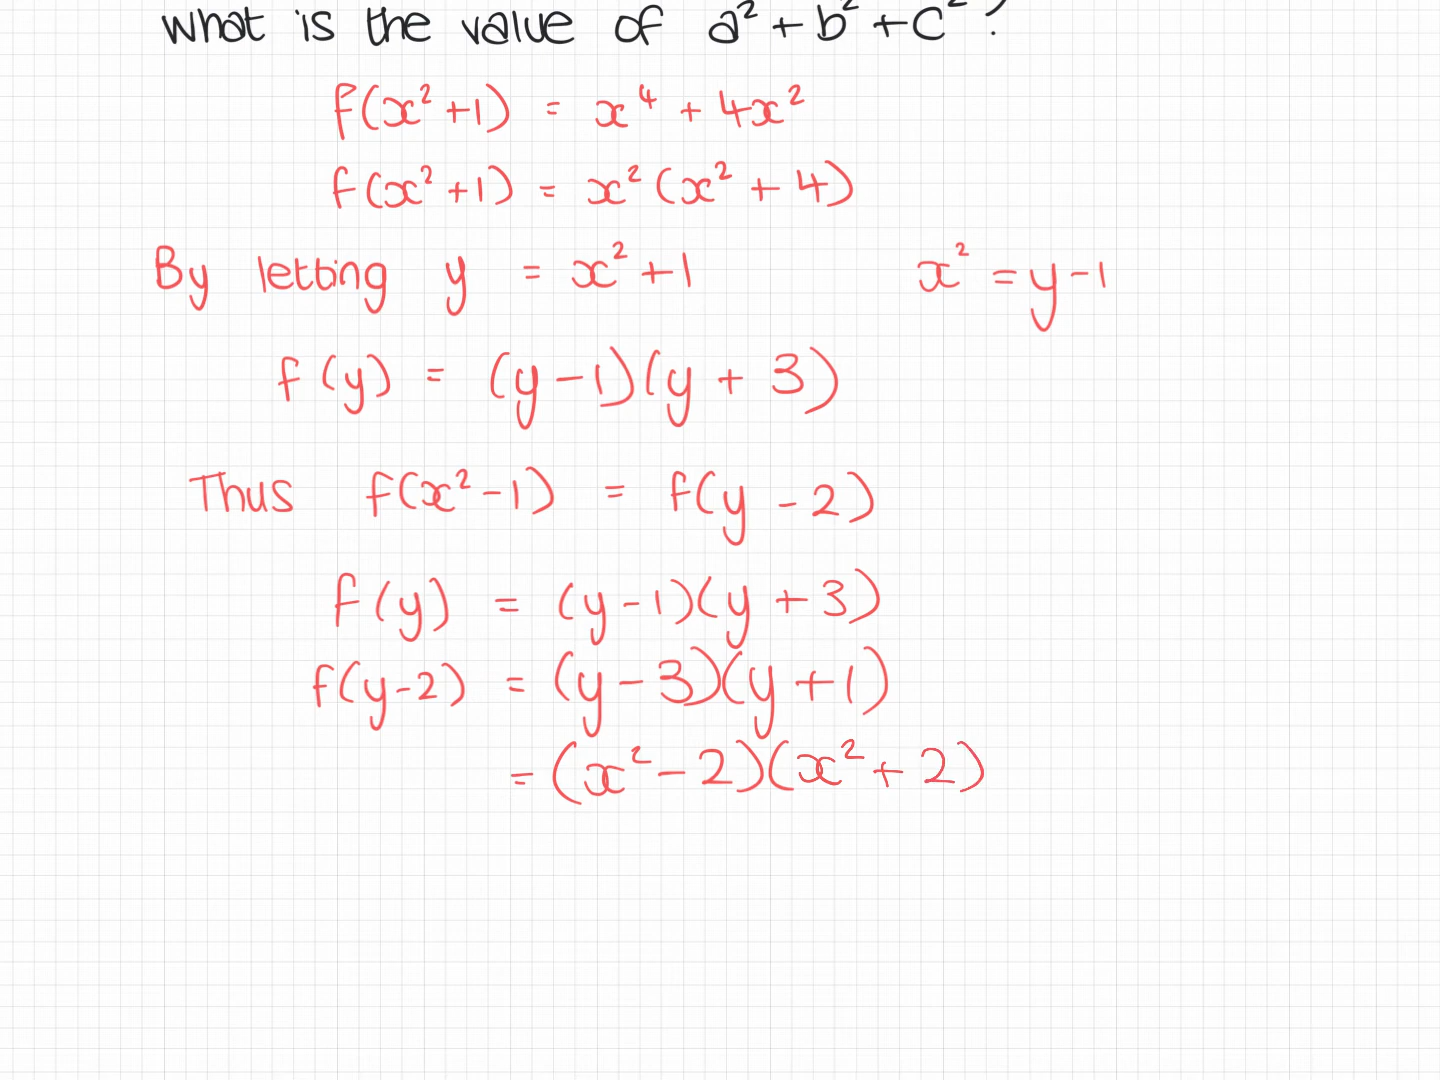 what is the value of a² + b² + c² ?
f(x² + 1) = x⁴ + 4x²
f(x² + 1) = x² (x² + 4)
By letting y = x² + 1 x² = y - 1
f(y) = (y - 1)(y + 3)
Thus f(x² - 1) = f(y - 2)
f(y) = (y - 1)(y + 3)
f(y - 2) = (y - 3)(y + 1)
= (x² - 2)(x² + 2)